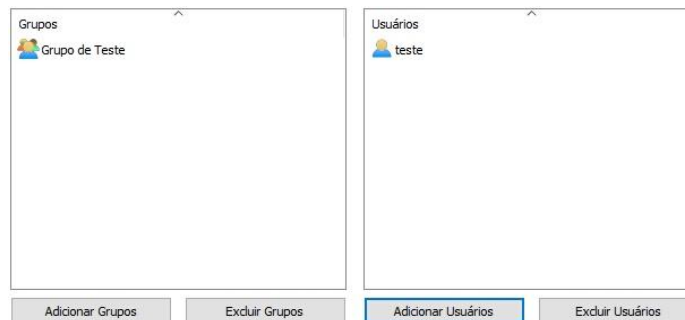 Grupos
Grupo de Teste
Usuários
teste
Adicionar Grupos
Excluir Grupos
Adicionar Usuários
Excluir Usuários